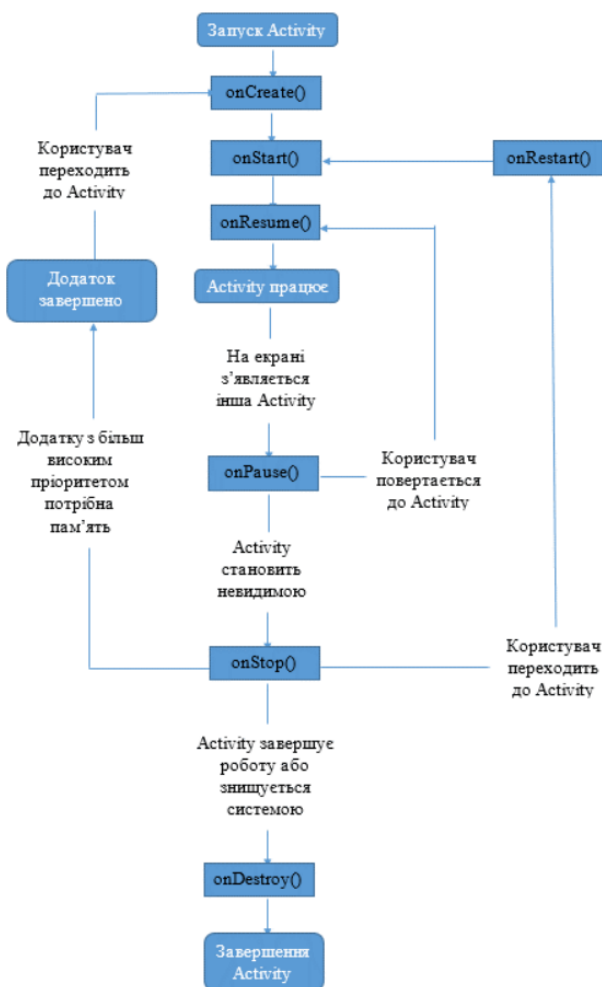 Запуск Activity
onCreate()
Користувач
переходить
до Activity
onStart()
onRestart()
onResume()
Додаток
завершено
Activity працює
На екрані
з’являється
інша Activity
Додатку з більш
високим
пріоритетом
потрібна
пам’ять
onPause()
Користувач
повертається
до Activity
Activity
становить
невидимою
onStop()
Користувач
переходить
до Activity
Activity завершує
роботу або
знищується
системою
onDestroy()
Завершення
Activity